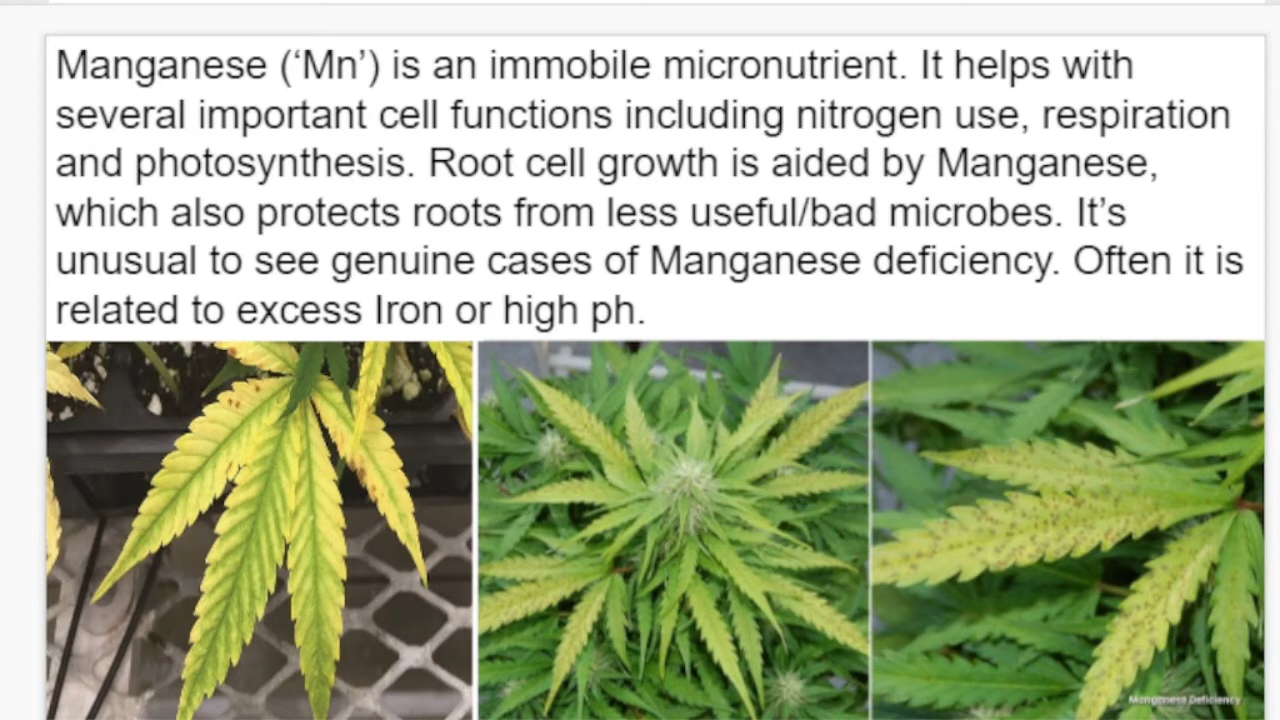 Manganese (‘Mn’) is an immobile micronutrient. It helps with
several important cell functions including nitrogen use, respiration
and photosynthesis. Root cell growth is aided by Manganese,
which also protects roots from less useful/bad microbes. It’s
unusual to see genuine cases of Manganese deficiency. Often it is
related to excess Iron or high ph.
Manganese Deficiency